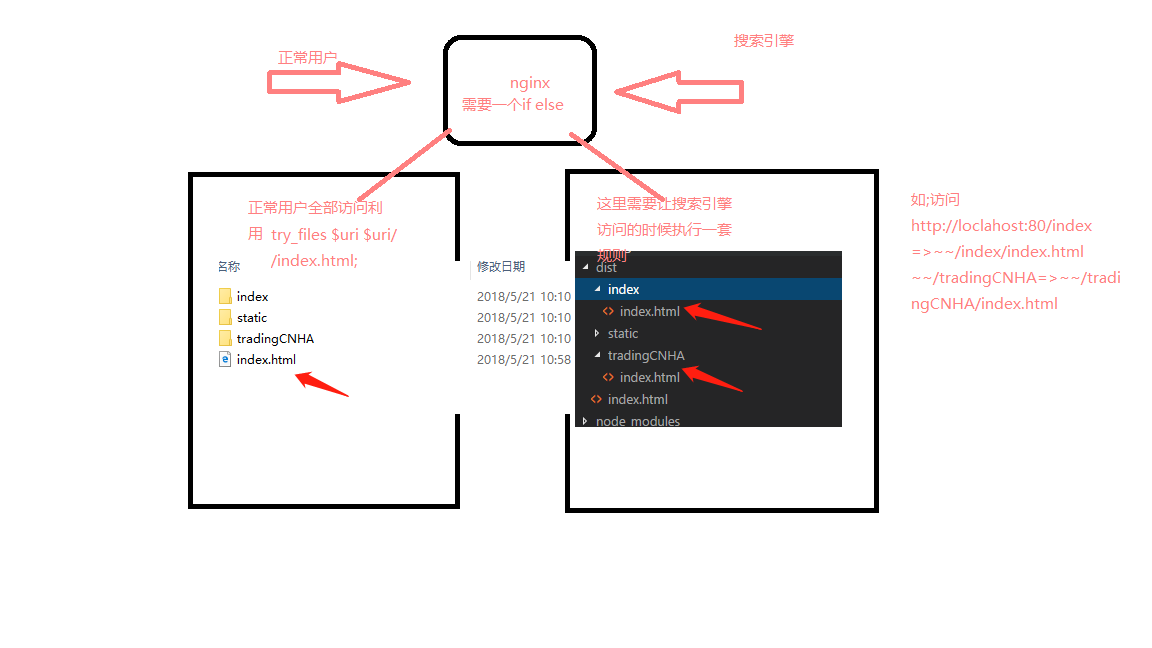 正常用户
搜索引擎
nginx
需要一个if else
正常用户全部访问利
用 try_files $uri $uri/
/index.html;
名称
修改日期
index
2018/5/21 10:10
static
2018/5/21 10:10
tradingCNHA
2018/5/21 10:10
index.html
2018/5/21 10:58
这里需要让搜索引擎
访问的时候执行一套
规则
dist
index
index.html
static
tradingCNHA
index.html
index.html
node_modules
如;访问
http://loclahost:80/index
=>~~/index/index.html
~~/tradingCNHA=>~~/tradi
ngCNHA/index.html